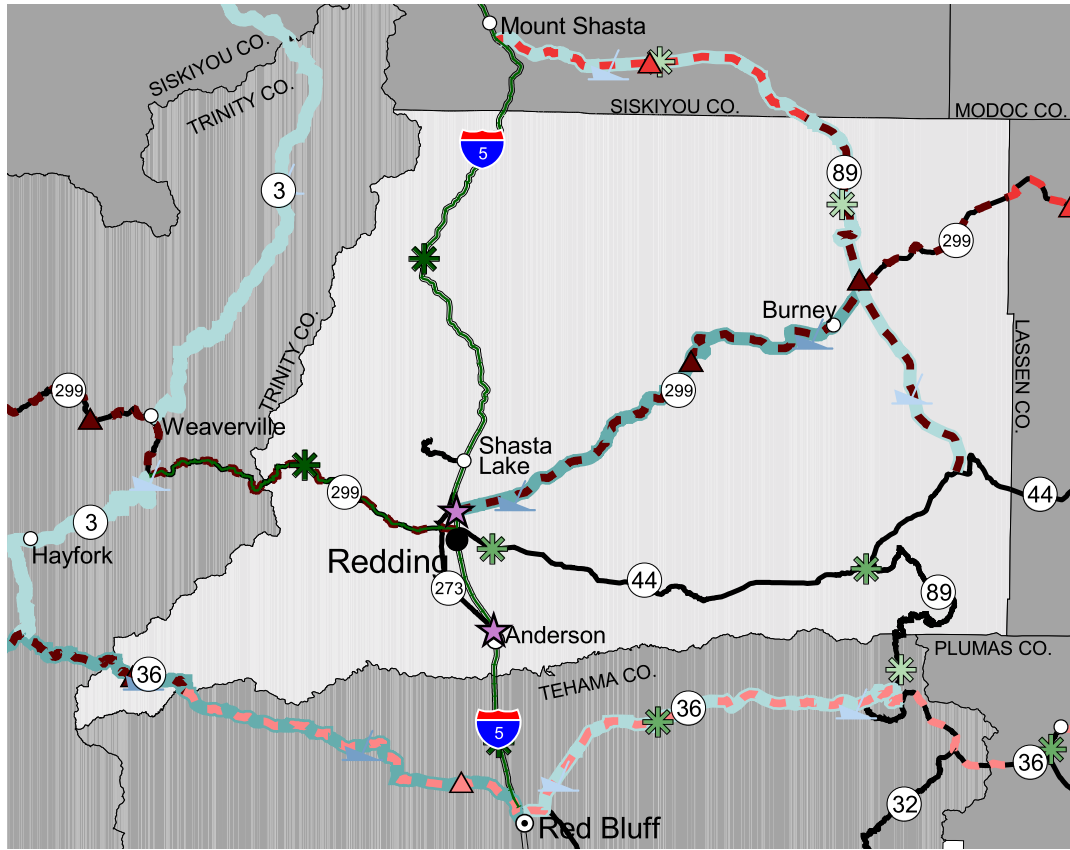 Mount Shasta
SISKIYOU CO.
TRINITY CO.
SISKIYOU CO.
MODOC CO.
5
89
3
299
Burney
LASSEN CO.
TRINITY CO.
299
299
Weaverville
Shasta
Lake
299
44
3
Hayfork
Redding
44
273
89
Anderson
PLUMAS CO.
36
TEHAMA CO.
36
5
36
32
Red Bluff